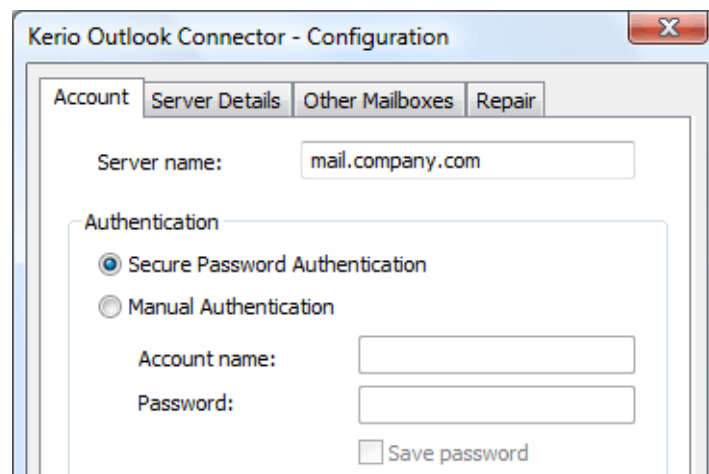 Kerio Outlook Connector - Configuration
Account Server Details Other Mailboxes Repair
Server name: mail.company.com
Authentication
Secure Password Authentication
Manual Authentication
Account name:
Password:
Save password